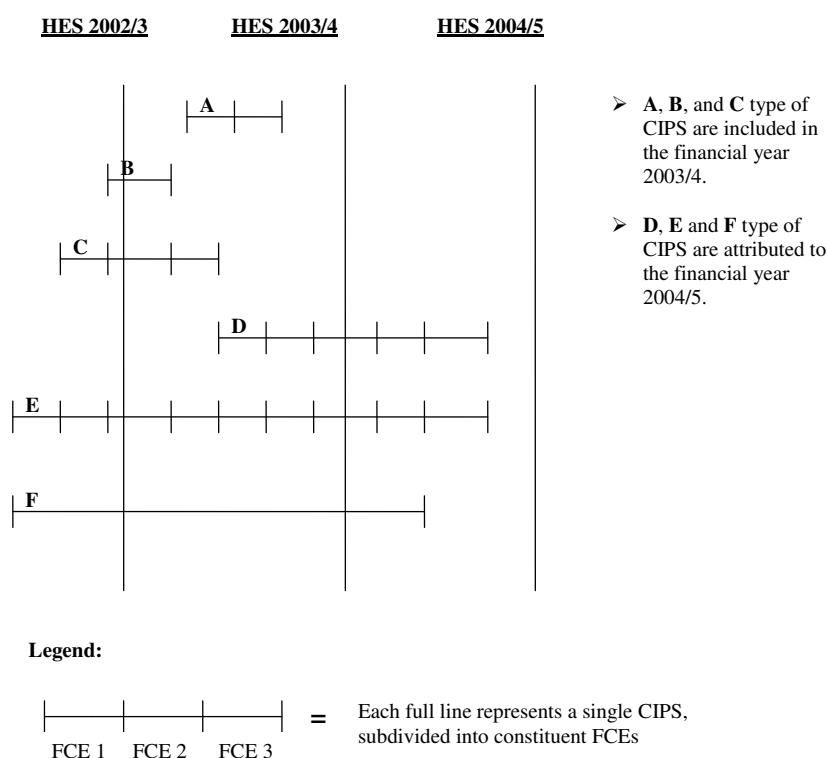 HES 2002/3 HES 2003/4 HES 2004/5
A
B
C
D
E
F
➢ A, B, and C type of
CIPS are included in
the financial year
2003/4.
➢ D, E and F type of
CIPS are attributed to
the financial year
2004/5.
Legend:
FCE 1 FCE 2 FCE 3
=
Each full line represents a single CIPS,
subdivided into constituent FCEs